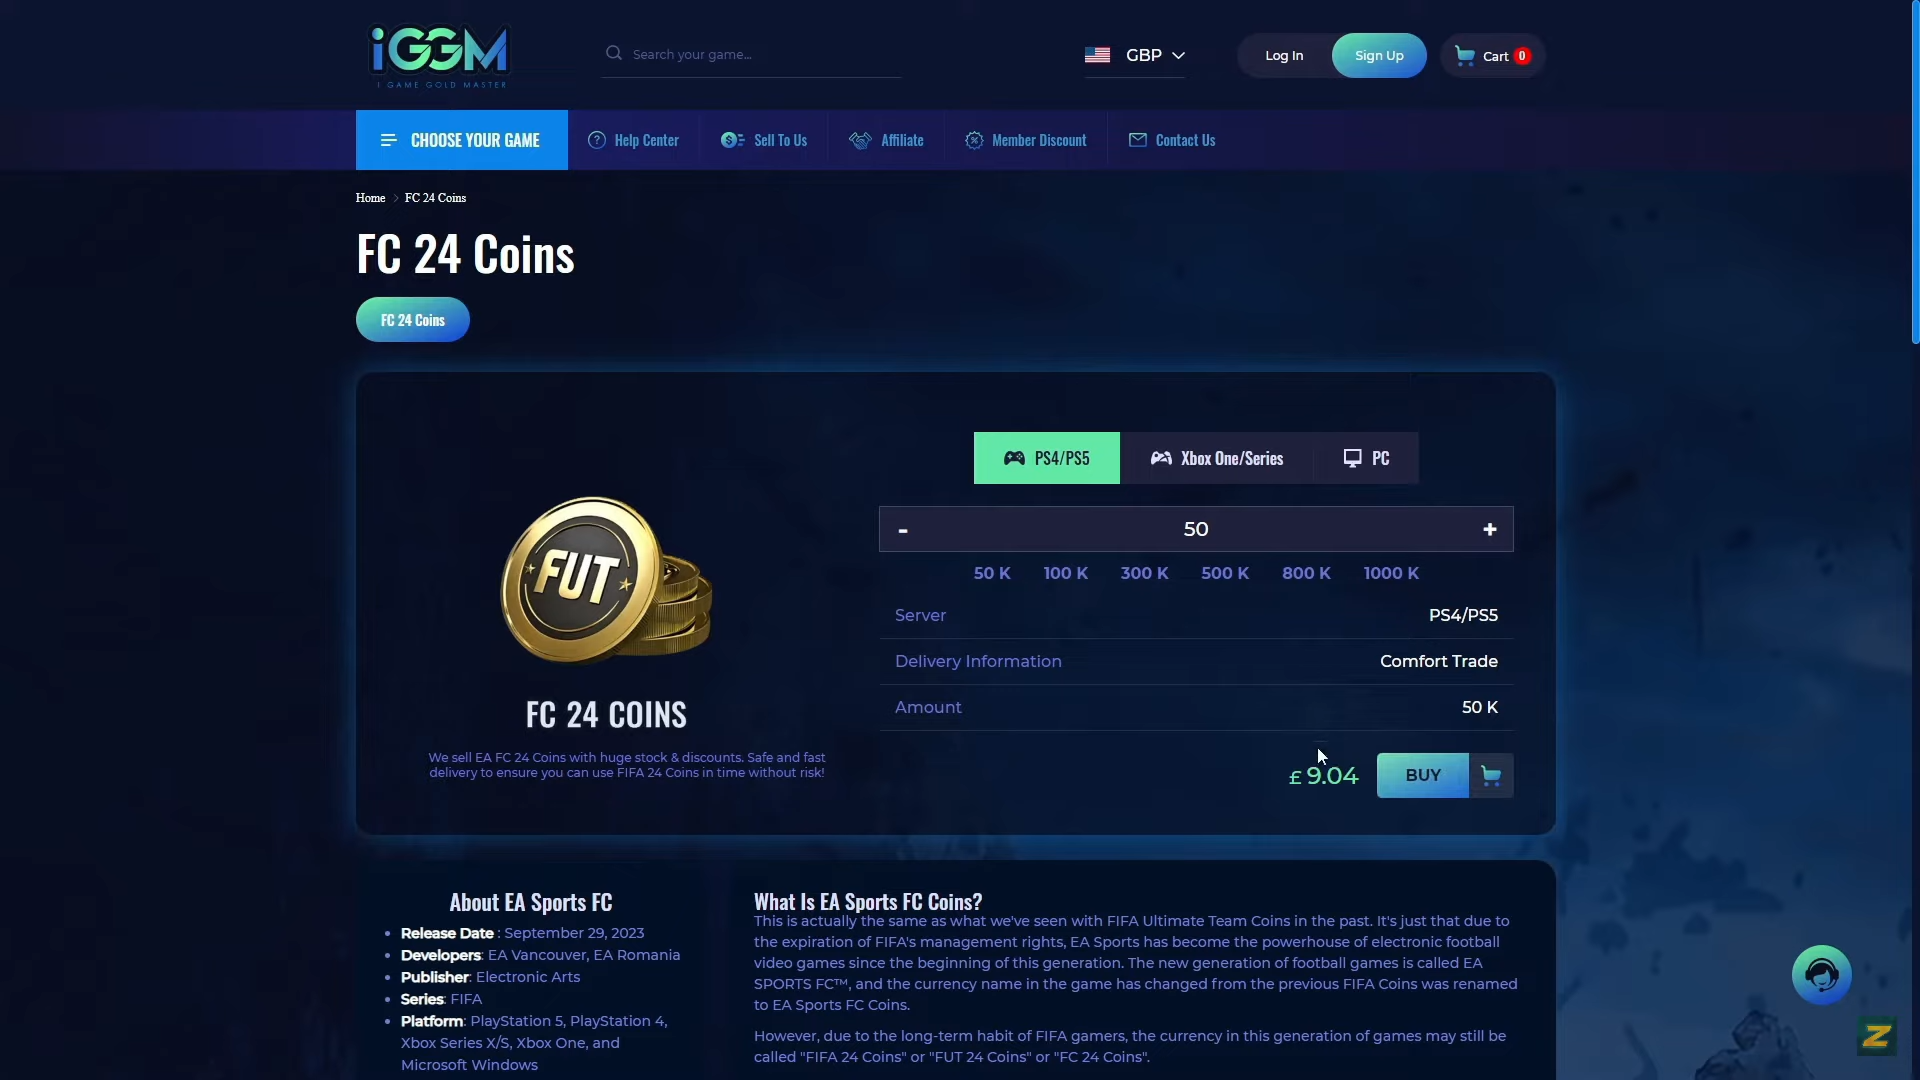 iGGM
I GAME GOLD MASTER
Search your game...
GBP
Log In
Sign Up
Cart 0
CHOOSE YOUR GAME
Help Center
Sell To Us
Affiliate
Member Discount
Contact Us
Home > FC 24 Coins
FC 24 Coins
FC 24 Coins
PS4/PS5
Xbox One/Series
PC
- 50 +
50 K 100 K 300 K 500 K 800 K 1000 K
Server PS4/PS5
Delivery Information Comfort Trade
Amount 50 K
£ 9.04
BUY
FUT
FC 24 COINS
We sell EA FC 24 Coins with huge stock & discounts. Safe and fast
delivery to ensure you can use FIFA 24 Coins in time without risk!
About EA Sports FC
• Release Date : September 29, 2023
• Developers: EA Vancouver, EA Romania
• Publisher: Electronic Arts
• Series: FIFA
• Platform: PlayStation 5, PlayStation 4,
Xbox Series X/S, Xbox One, and
Microsoft Windows
What Is EA Sports FC Coins?
This is actually the same as what we've seen with FIFA Ultimate Team Coins in the past. It's just that due to
the expiration of FIFA's management rights, EA Sports has become the powerhouse of electronic football
video games since the beginning of this generation. The new generation of football games is called EA
SPORTS FC™, and the currency name in the game has changed from the previous FIFA Coins was renamed
to EA Sports FC Coins.
However, due to the long-term habit of FIFA gamers, the currency in this generation of games may still be
called "FIFA 24 Coins" or "FUT 24 Coins" or "FC 24 Coins".
Z